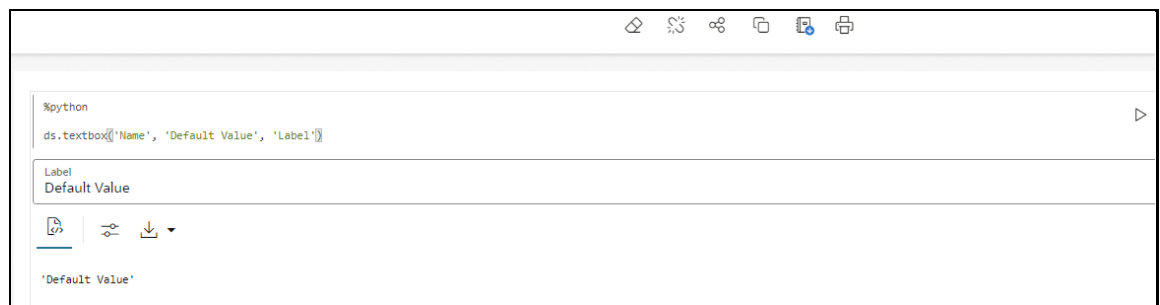 %python
ds.textbox('Name', 'Default Value', 'Label')
Label
Default Value
'Default Value'